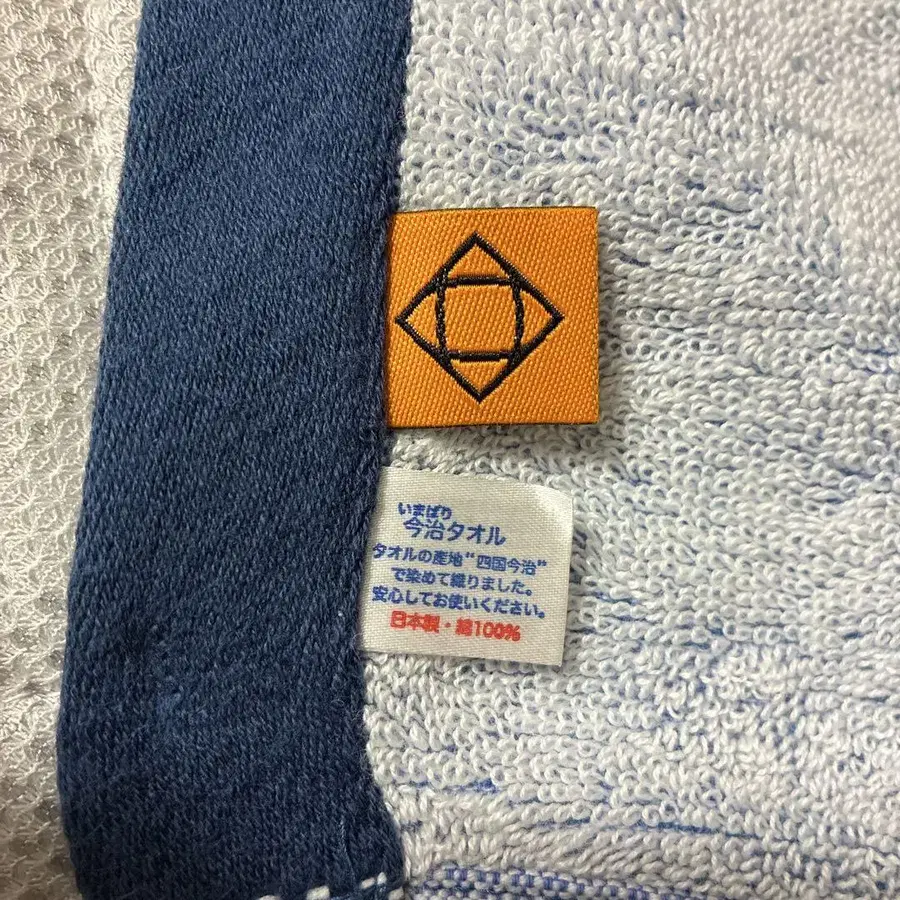 いまばり
今治タオル
タオルの産地"四国今治"
で染めて織りました。
安心してお使いください。
日本製・綿100%